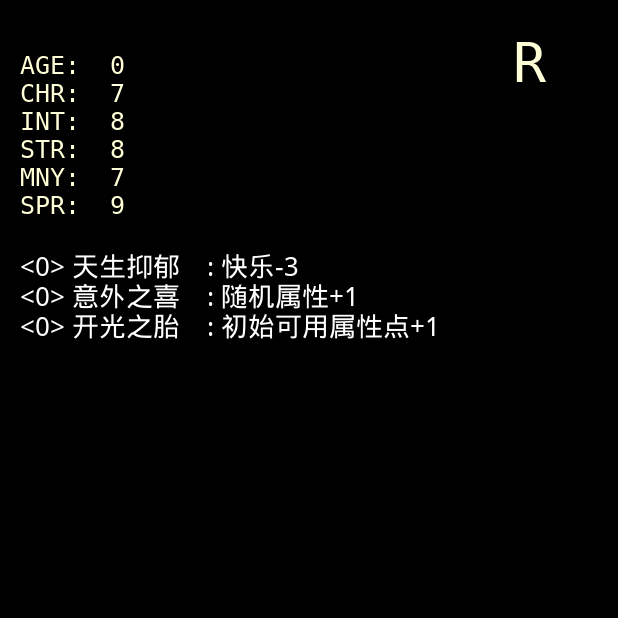 R
AGE: 0
CHR: 7
INT: 8
STR: 8
MNY: 7
SPR: 9
<0> 天生抑郁 : 快乐-3
<0> 意外之喜 : 随机属性+1
<0> 开光之胎 : 初始可用属性点+1